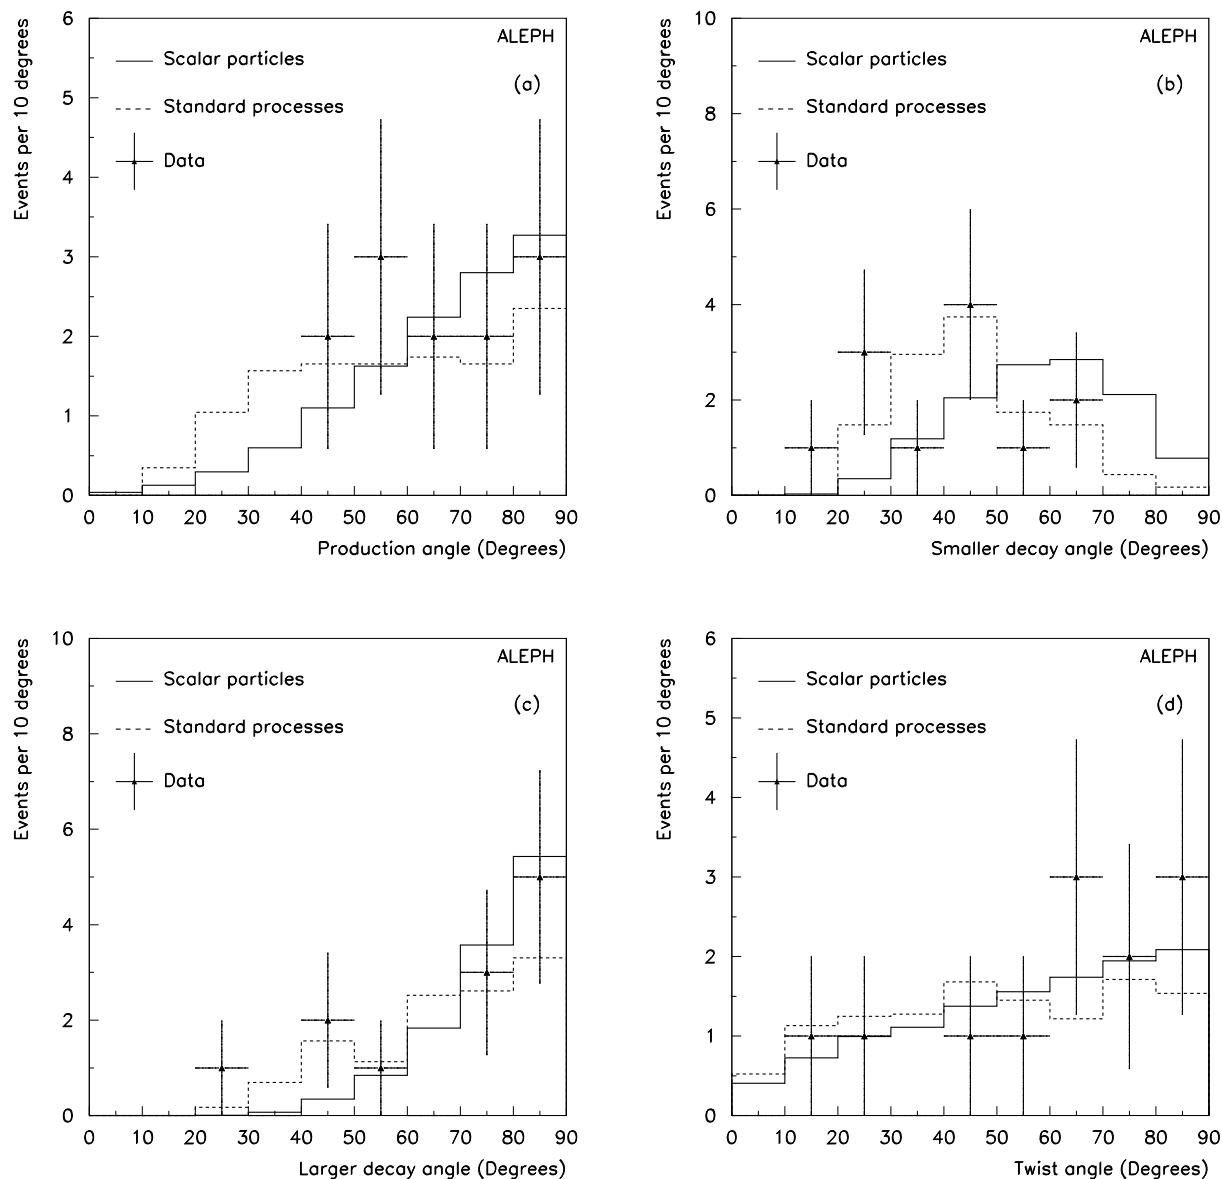 6
5
4
3
2
1
0
Events per 10 degrees
ALEPH
(a)
Scalar particles
Standard processes
Data
0 10 20 30 40 50 60 70 80 90
Production angle (Degrees)
10
8
6
4
2
0
Events per 10 degrees
ALEPH
(b)
Scalar particles
Standard processes
Data
0 10 20 30 40 50 60 70 80 90
Smaller decay angle (Degrees)
10
8
6
4
2
0
Events per 10 degrees
ALEPH
(c)
Scalar particles
Standard processes
Data
0 10 20 30 40 50 60 70 80 90
Larger decay angle (Degrees)
6
5
4
3
2
1
0
Events per 10 degrees
ALEPH
(d)
Scalar particles
Standard processes
Data
0 10 20 30 40 50 60 70 80 90
Twist angle (Degrees)